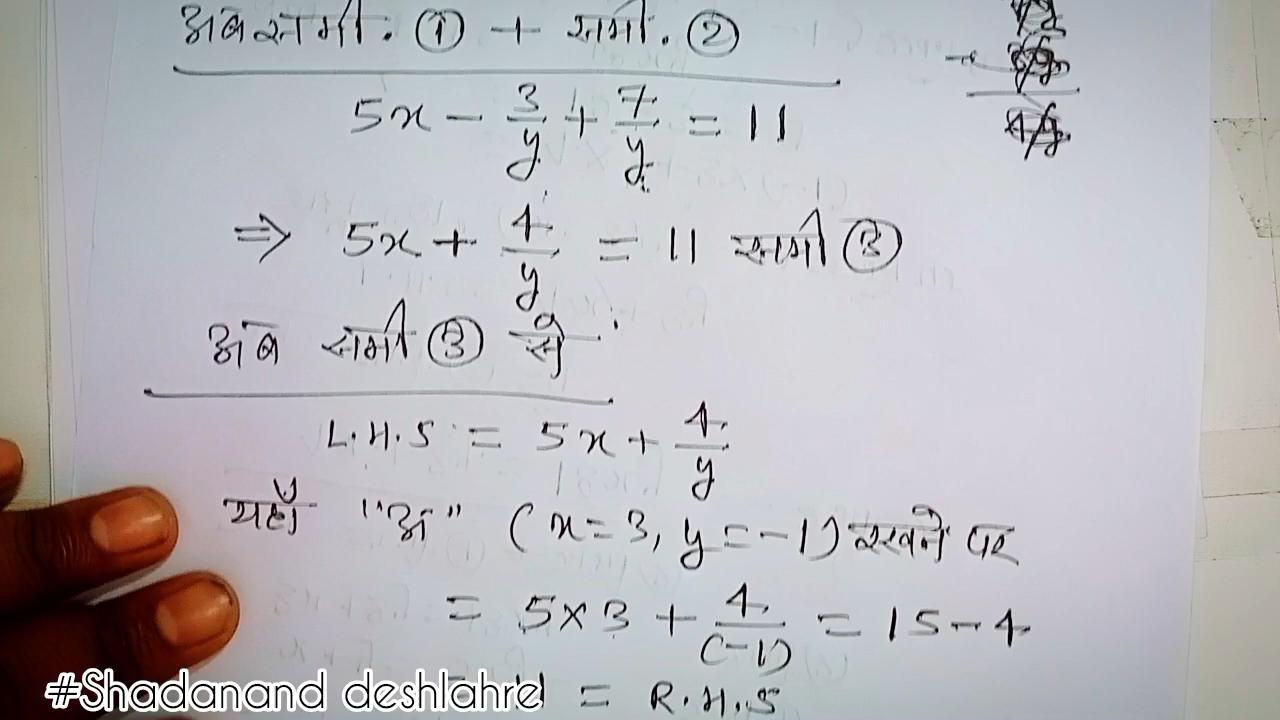 अब समी. ① + समी. ②
5x - 3/y + 7/y = 11
⇒ 5x + 4/y = 11 समी ③
अब समी ③ से
L.H.S = 5x + 4/y
यहाँ "अ" (x=3, y=-1) रखने पर
= 5×3 + 4/(-1) = 15-4
= 11 = R.H.S
#Shadanand deshlahre